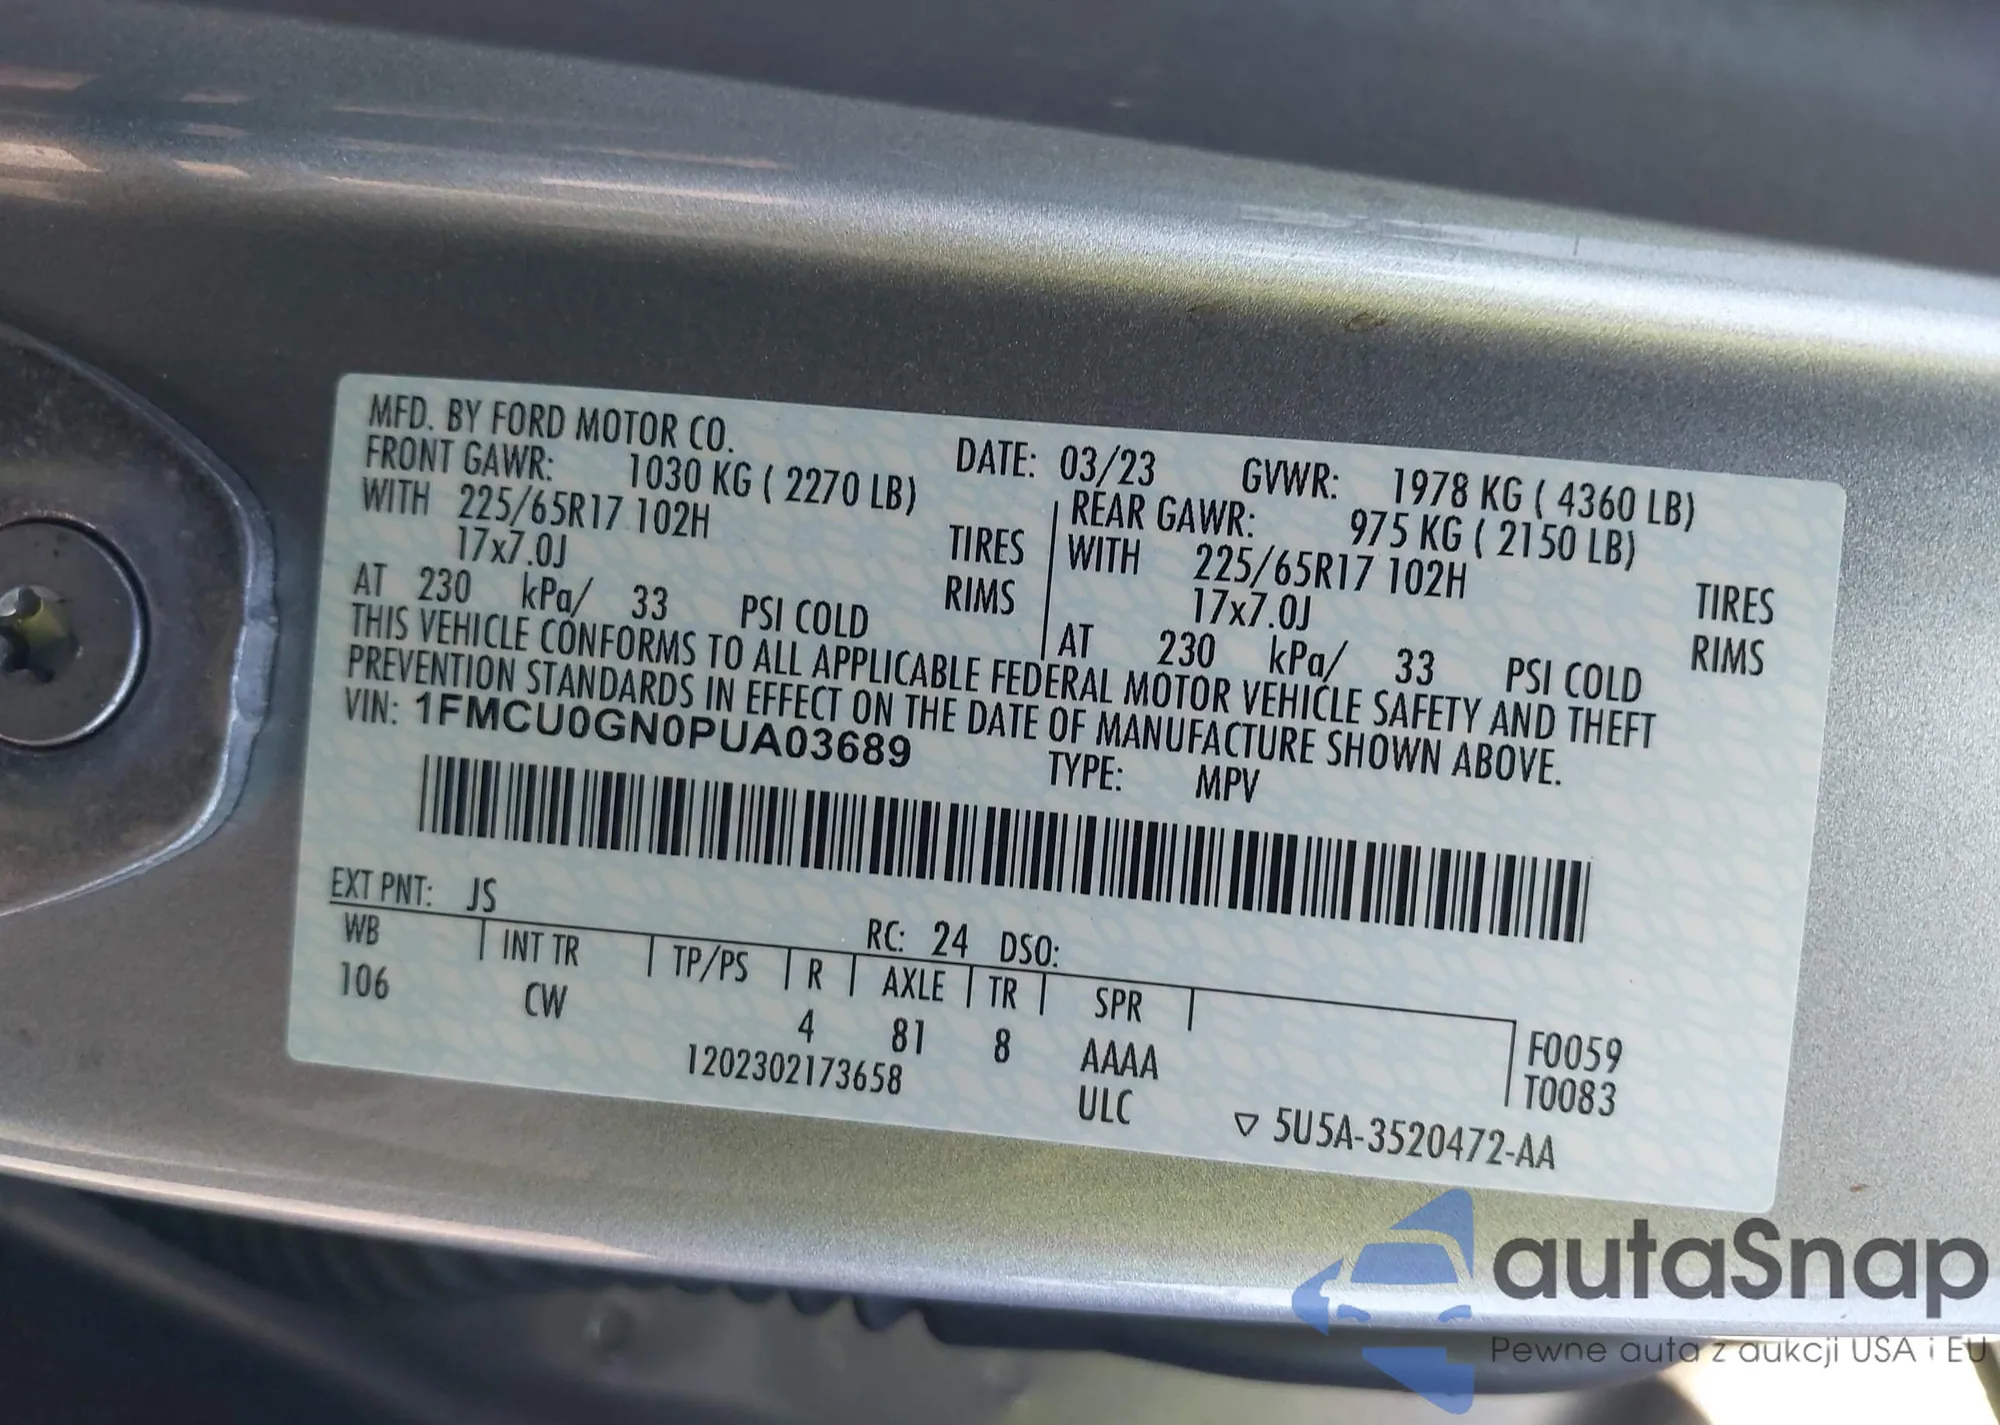 MFD. BY FORD MOTOR CO. DATE: 03/23 GVWR: 1978 KG ( 4360 LB)
FRONT GAWR: 1030 KG ( 2270 LB) REAR GAWR: 975 KG ( 2150 LB)
WITH 225/65R17 102H TIRES WITH 225/65R17 102H TIRES
17x7.0J RIMS 17x7.0J RIMS
AT 230 kPa/ 33 PSI COLD AT 230 kPa/ 33 PSI COLD
THIS VEHICLE CONFORMS TO ALL APPLICABLE FEDERAL MOTOR VEHICLE SAFETY AND THEFT
PREVENTION STANDARDS IN EFFECT ON THE DATE OF MANUFACTURE SHOWN ABOVE.
VIN: 1FMCU0GN0PUA03689 TYPE: MPV
EXT PNT: JS RC: 24 DSO:
WB INT TR TP/PS R AXLE TR SPR
106 CW 4 81 8 AAAA F0059
1202302173658 ULC T0083
▽ 5U5A-3520472-AA
autaSnap
Pewne auta z aukcji USA i EU